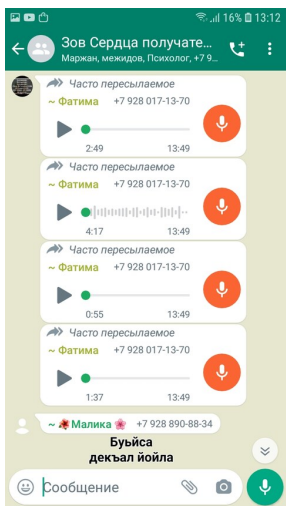 16% 13:12
Зов Сердца получате...
Маржан, межидов, Психолог, +7 9...
Часто пересылаемое
~ Фатима +7 928 017-13-70
2:49 13:49
Часто пересылаемое
~ Фатима +7 928 017-13-70
4:17 13:49
Часто пересылаемое
~ Фатима +7 928 017-13-70
0:55 13:49
Часто пересылаемое
~ Фатима +7 928 017-13-70
1:37 13:49
~ 🌺Малика🌸 +7 928 890-88-34
Буьйса
декъал йойла
Сообщение